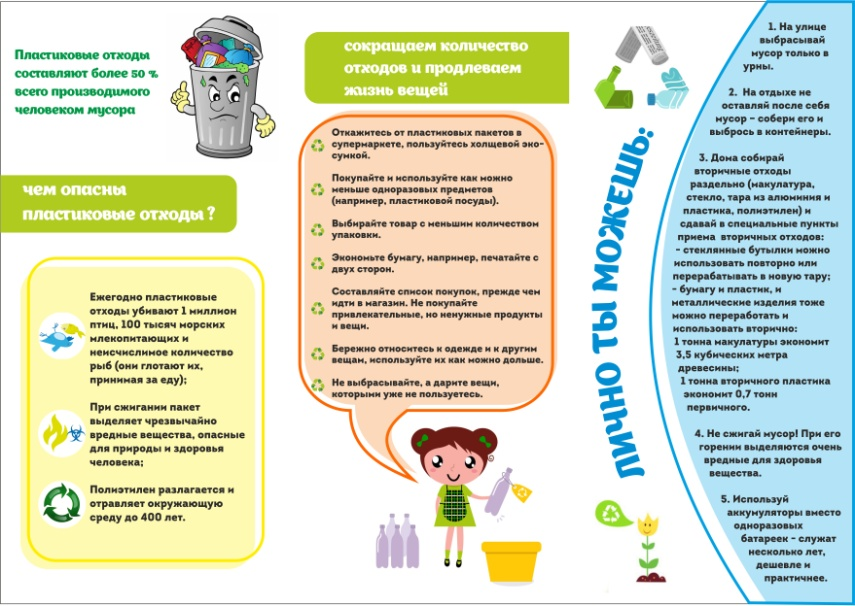 Пластиковые отходы
составляют более 50 %
всего производимого
человеком мусора
чем опасны
пластиковые отходы ?
Ежегодно пластиковые
отходы убивают 1 миллион
птиц, 100 тысяч морских
млекопитающих и
неисчислимое количество
рыб (они глотают их,
принимая за еду);
При сжигании пакет
выделяет чрезвычайно
вредные вещества, опасные
для природы и здоровья
человека;
Полиэтилен разлагается и
отравляет окружающую
среду до 400 лет.
сокращаем количество
отходов и продлеваем
жизнь вещей
Откажитесь от пластиковых пакетов в
супермаркете, пользуйтесь холщевой эко-
сумкой.
Покупайте и используйте как можно
меньше одноразовых предметов
(например, пластиковой посуды).
Выбирайте товар с меньшим количеством
упаковки.
Экономьте бумагу, например, печатайте с
двух сторон.
Составляйте список покупок, прежде чем
идти в магазин. Не покупайте
привлекательные, но ненужные продукты
и вещи.
Бережно относитесь к одежде и к другим
вещам, используйте их как можно дольше.
Не выбрасывайте, а дарите вещи,
которыми уже не пользуетесь.
ЛИЧНО ТЫ МОЖЕШЬ:
1. На улице
выбрасывай
мусор только в
урны.
2. На отдыхе не
оставляй после себя
мусор – собери его и
выбрось в контейнеры.
3. Дома собирай
вторичные отходы
раздельно (макулатура,
стекло, тара из алюминия и
пластика, полиэтилен) и
сдавай в специальные пункты
приема вторичных отходов:
- стеклянные бутылки можно
использовать повторно или
перерабатывать в новую тару;
- бумагу и пластик, и
металлические изделия тоже
можно переработать и
использовать вторично:
1 тонна макулатуры экономит
3,5 кубических метра
древесины;
1 тонна вторичного пластика
экономит 0,7 тонн
первичного.
4. Не сжигай мусор! При его
горении выделяются очень
вредные для здоровья
вещества.
5. Используй
аккумуляторы вместо
одноразовых
батареек – служат
несколько лет,
дешевле и
практичнее.